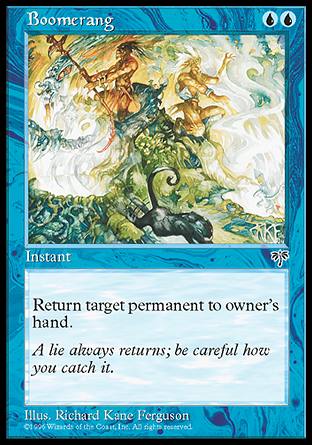 Boomerang
RKF
Instant
Return target permanent to owner's
hand.
A lie always returns; be careful how
you catch it.
Illus. Richard Kane Ferguson
©1996 Wizards of the Coast, Inc. All rights reserved.